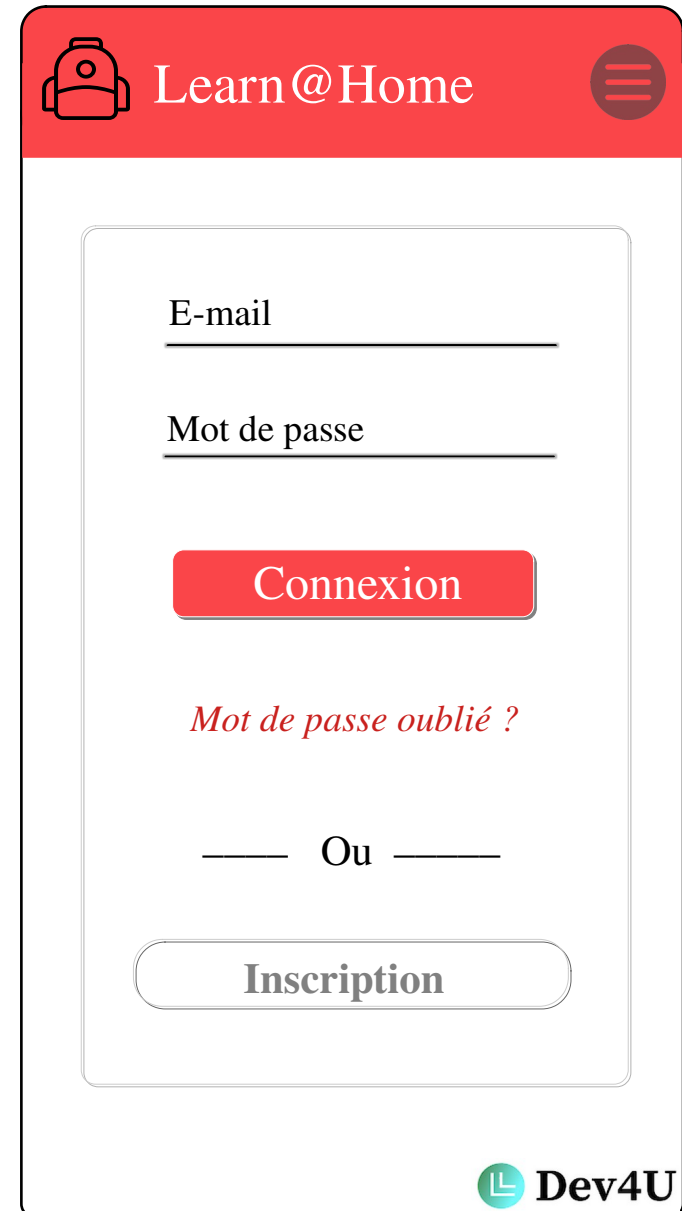 Learn@Home
E-mail
Mot de passe
Connexion
Mot de passe oublié ?
Ou
Inscription
Dev4U